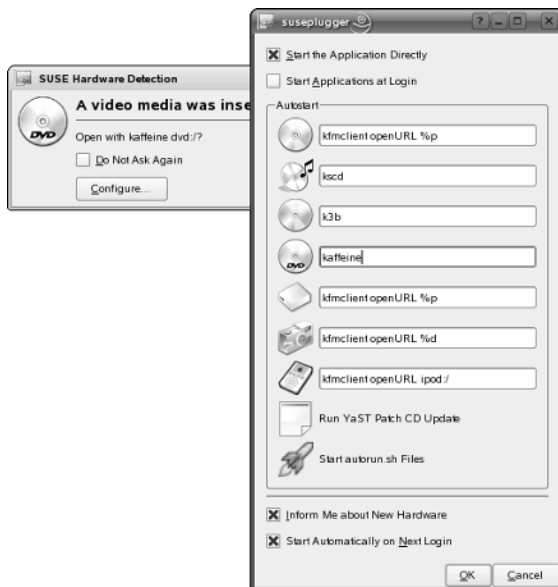 SUSE Hardware Detection
A video media was inse
Open with kaffeine dvd:/?
Do Not Ask Again
Configure...
DVD
suseplugger
Start the Application Directly
Start Applications at Login
Autostart
kfmclient openURL %p
kscd
k3b
DVD
kaffeine
kfmclient openURL %p
kfmclient openURL %d
kfmclient openURL ipod:/
Run YaST Patch CD Update
Start autorun.sh Files
Inform Me about New Hardware
Start Automatically on Next Login
OK
Cancel